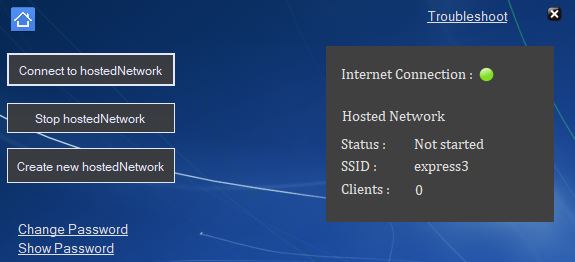 Troubleshoot
Connect to hostedNetwork
Stop hostedNetwork
Create new hostedNetwork
Change Password
Show Password
Internet Connection :
Hosted Network
Status : Not started
SSID : express3
Clients : 0